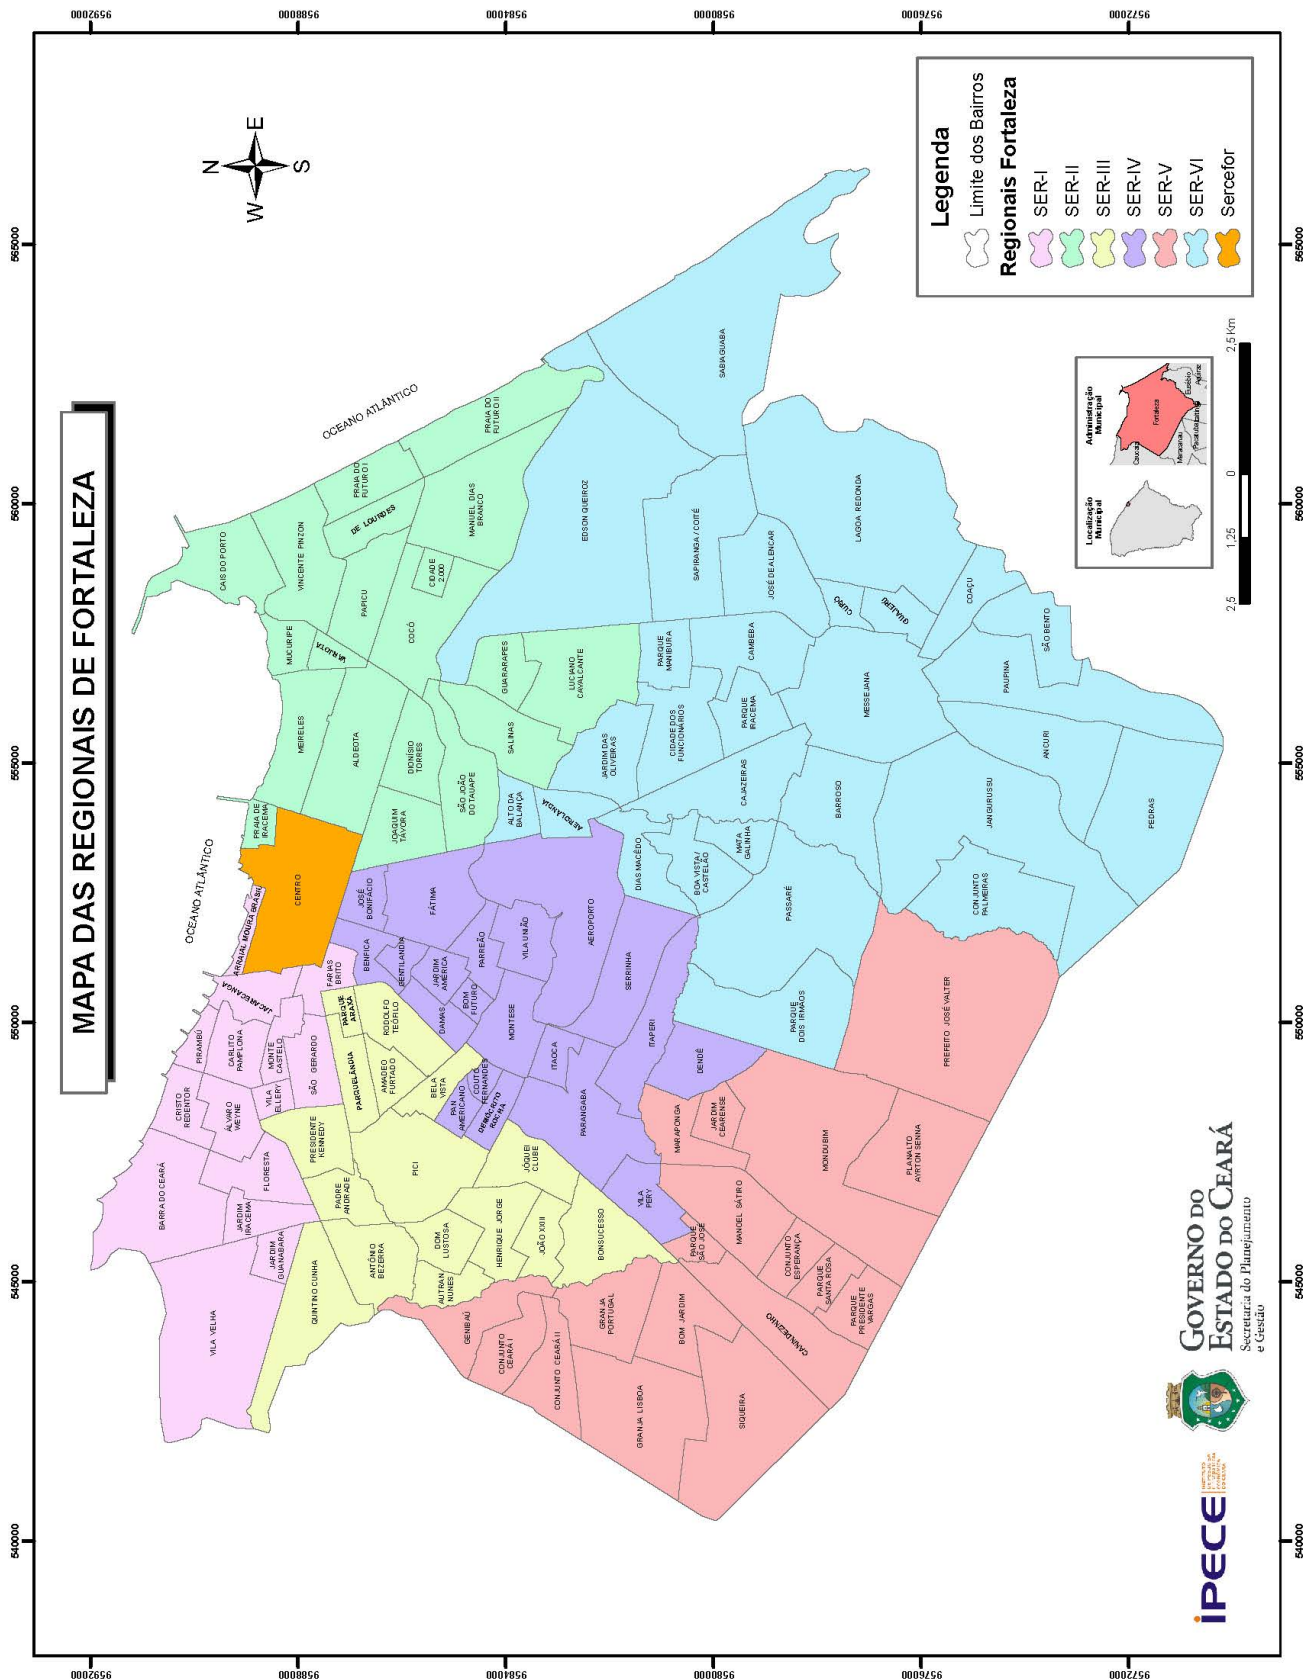 MAPA DAS REGIONAIS DE FORTALEZA
540000
545000
550000
555000
560000
565000
9592000
9588000
9584000
9580000
9576000
9572000
N
W
E
S
OCEANO ATLÂNTICO
OCEANO ATLÂNTICO
BARRA DO CEARÁ
VILA VELHA
CRISTO
REDENTOR
PIRAMBÚ
CARLITO
PAMPLONA
ÁLVARO
WEYNE
JACARECANGA
ARRAIAL MOURA BRASIL
MONTE
CASTELO
VILA
ELLERY
SÃO GERARDO
FARIAS
BRITO
FLORESTA
JARDIM
IRACEMA
JARDIM
GUANABARA
CENTRO
PRAIA DE
IRACEMA
MEIRELES
ALDEOTA
MUCURIPE
VARJOTA
CAIS DO PORTO
VINCENTE PINZON
PAPICU
DE LOURDES
PRAIA DO
FUTURO I
PRAIA DO
FUTURO II
CIDADE
2.000
MANUEL DIAS
BRANCO
COCÓ
DIONÍSIO
TORRES
JOAQUIM
TÁVORA
SÃO JOÃO
DO TAUAPE
SALINAS
GUARARAPES
LUCIANO
CAVALCANTE
QUINTINO CUNHA
PRESIDENTE
KENNEDY
PADRE
ANDRADE
ANTÔNIO
BEZERRA
PARQUELÂNDIA
PARQUE
ARAXÁ
RODOLFO
TEÓFILO
AMADEO
FURTADO
BELA
VISTA
PICI
DOM
LUSTOSA
AUTRAN
NUNES
HENRIQUE JORGE
JOÃO XXIII
JÓQUEI
CLUBE
BONSUCESSO
JOSÉ
BONIFÁCIO
BENFICA
FÁTIMA
GENTILANDIA
JARDIM
AMÉRICA
DAMAS
BOM
FUTURO
PARREÃO
VILA UNIÃO
MONTESE
PAN
AMERICANO
COUTO
FERNANDES
DEMÓCRITO
ROCHA
ITAOCA
PARANGABA
AEROPORTO
SERRINHA
ITAPERI
DENDÊ
VILA
PERY
GENIBAÚ
CONJUNTO
CEARÁ I
CONJUNTO CEARÁ II
GRANJA
PORTUGAL
GRANJA LISBOA
BOM JARDIM
SIQUEIRA
CANINDEZINHO
PARQUE
SÃO JOSÉ
MANOEL SÁTIRO
MARAPONGA
JARDIM
CEARENSE
CONJUNTO
ESPERANÇA
PARQUE
SANTA ROSA
PARQUE
PRESIDENTE
VARGAS
MONDUBIM
PLANALTO
AYRTON SENNA
PREFEITO JOSÉ VALTER
ALTO DA
BALANÇA
AEROLANDIA
JARDIM DAS
OLIVEIRAS
CIDADE DOS
FUNCIONÁRIOS
PARQUE
MANIBURA
CAMBEBA
PARQUE
IRACEMA
CAJAZEIRAS
DIAS MACÊDO
BOA VISTA /
CASTELÃO
MATA
GALINHA
PASSARÉ
PARQUE
DOIS IRMÃOS
BARROSO
MESSEJANA
JANGURUSSU
CONJUNTO
PALMEIRAS
ANCURI
PEDRAS
PAUPINA
SÃO BENTO
COAÇU
GUAJERU
CURIÓ
LAGOA REDONDA
JOSÉ DE ALENCAR
SAPIRANGA / COITÉ
EDSON QUEIROZ
SABIAGUABA
Legenda
Limite dos Bairros
Regionais Fortaleza
SER-I
SER-II
SER-III
SER-IV
SER-V
SER-VI
Sercefor
Localização
Municipal
Administração
Municipal
Caucaia
Fortaleza
Maracanau
Eusébio
2,5
1,25
0
2,5 Km
iPECE
GOVERNO DO
ESTADO DO CEARÁ
Secretaria do Planejamento
e Gestão